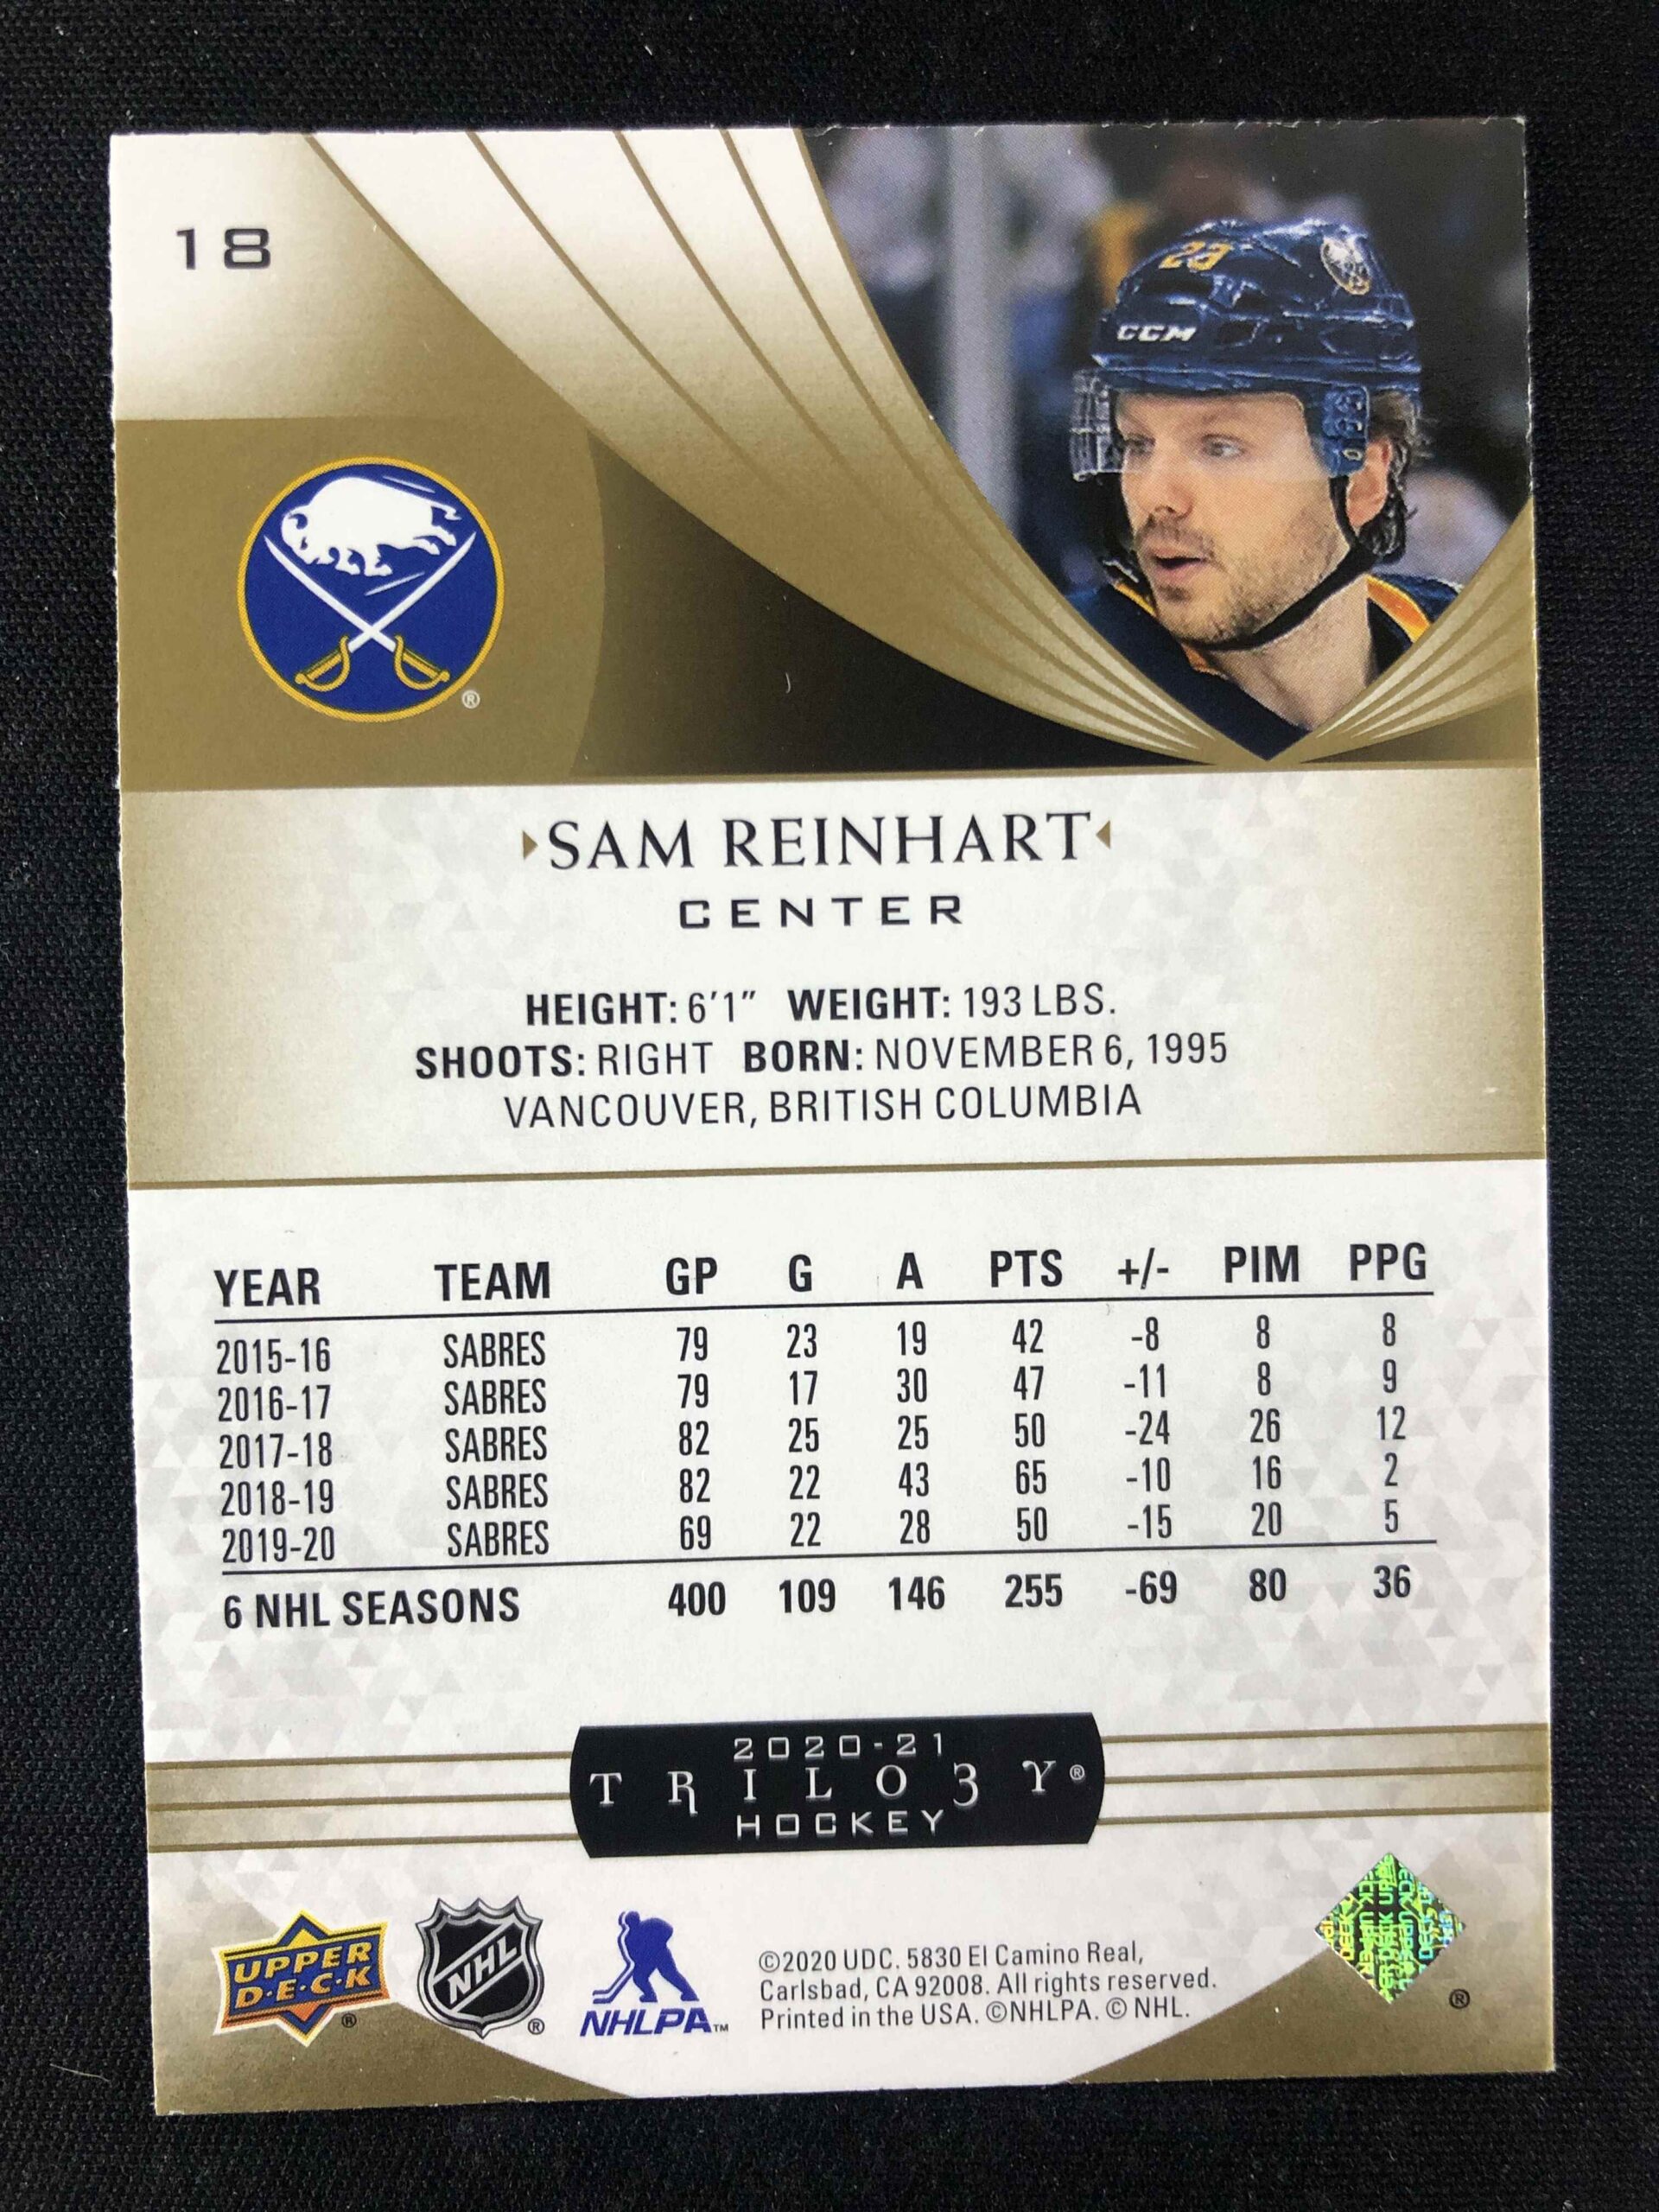 18
23
CCM
®
SAM REINHART
CENTER
HEIGHT: 6'1" WEIGHT: 193 LBS.
SHOOTS: RIGHT BORN: NOVEMBER 6, 1995
VANCOUVER, BRITISH COLUMBIA
YEAR TEAM GP G A PTS +/- PIM PPG
2015-16 SABRES 79 23 19 42 -8 8 8
2016-17 SABRES 79 17 30 47 -11 8 9
2017-18 SABRES 82 25 25 50 -24 26 12
2018-19 SABRES 82 22 43 65 -10 16 2
2019-20 SABRES 69 22 28 50 -15 20 5
6 NHL SEASONS 400 109 146 255 -69 80 36
2020-21
TRILO3Y®
HOCKEY
UPPER
D·E·C·K
®
NHL
®
NHLPA™
©2020 UDC. 5830 El Camino Real,
Carlsbad, CA 92008. All rights reserved.
Printed in the USA. ©NHLPA. © NHL.
®